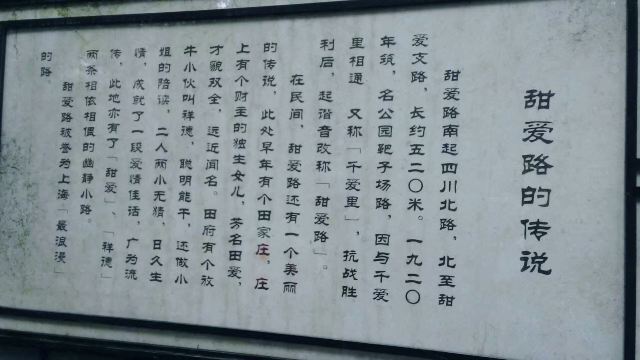 甜爱路的传说
甜爱路南起四川北路，北至甜
爱支路，长约五二〇米。一九二〇
年筑，名公园靶子场路，因与千爱
里相通，又称「千爱里」，抗战胜
利后，起谐音改称「甜爱路」。
在民间，甜爱路还有一个美丽
的传说，此处早年有个田家庄，庄
上有个财主的独生女儿，芳名田爱，
才貌双全，远近闻名。田府有个放
牛小伙叫祥德，聪明能干，还做小
姐的陪读，二人两小无猜，日久生
情，成就了一段爱情佳话，广为流
传，此地亦有了「甜爱」、「祥德」
两条相依相偶的幽静小路。
甜爱路被誉为上海「最浪漫」
的路。